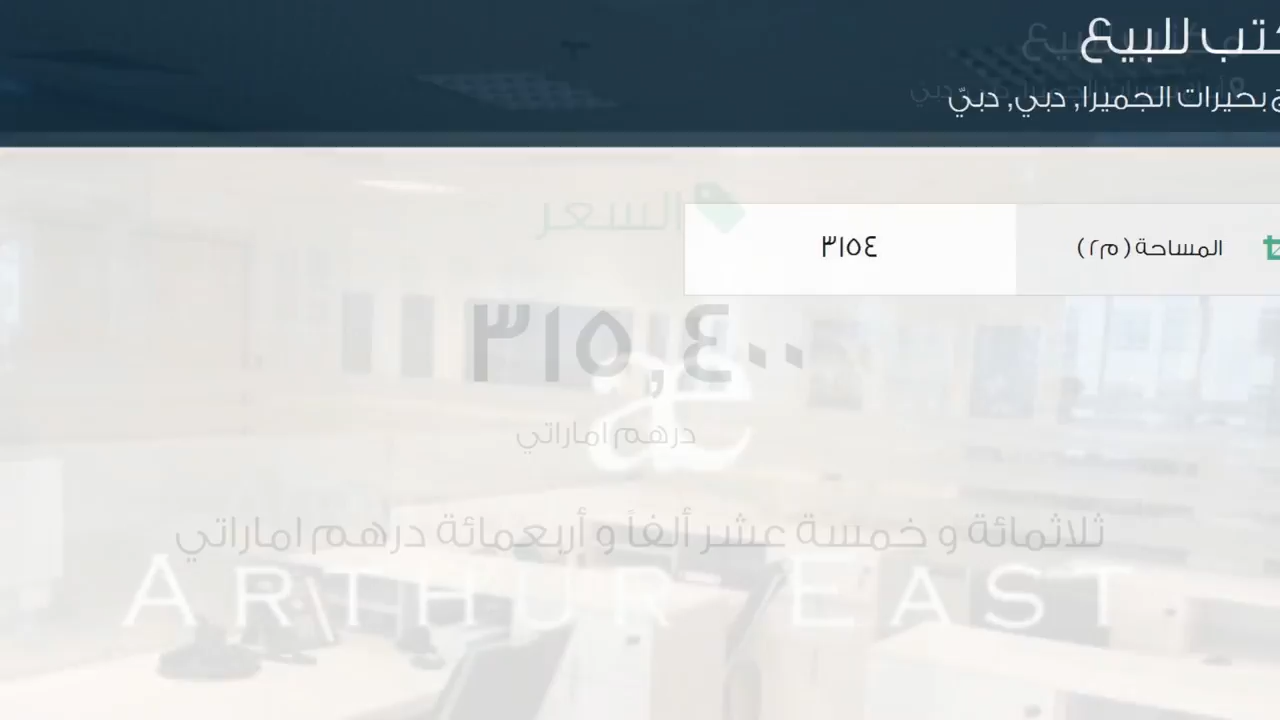 للبيع
بحيرات الجميرا, دبي, دبيّ
المساحة (م٢)
٣١٥٤
السعر
٣١٥,٤٠٠
æ
درهم اماراتي
ثلاثمائة و خمسة عشر ألفاً و أربعمائة درهم اماراتي
ARTHUR EAST